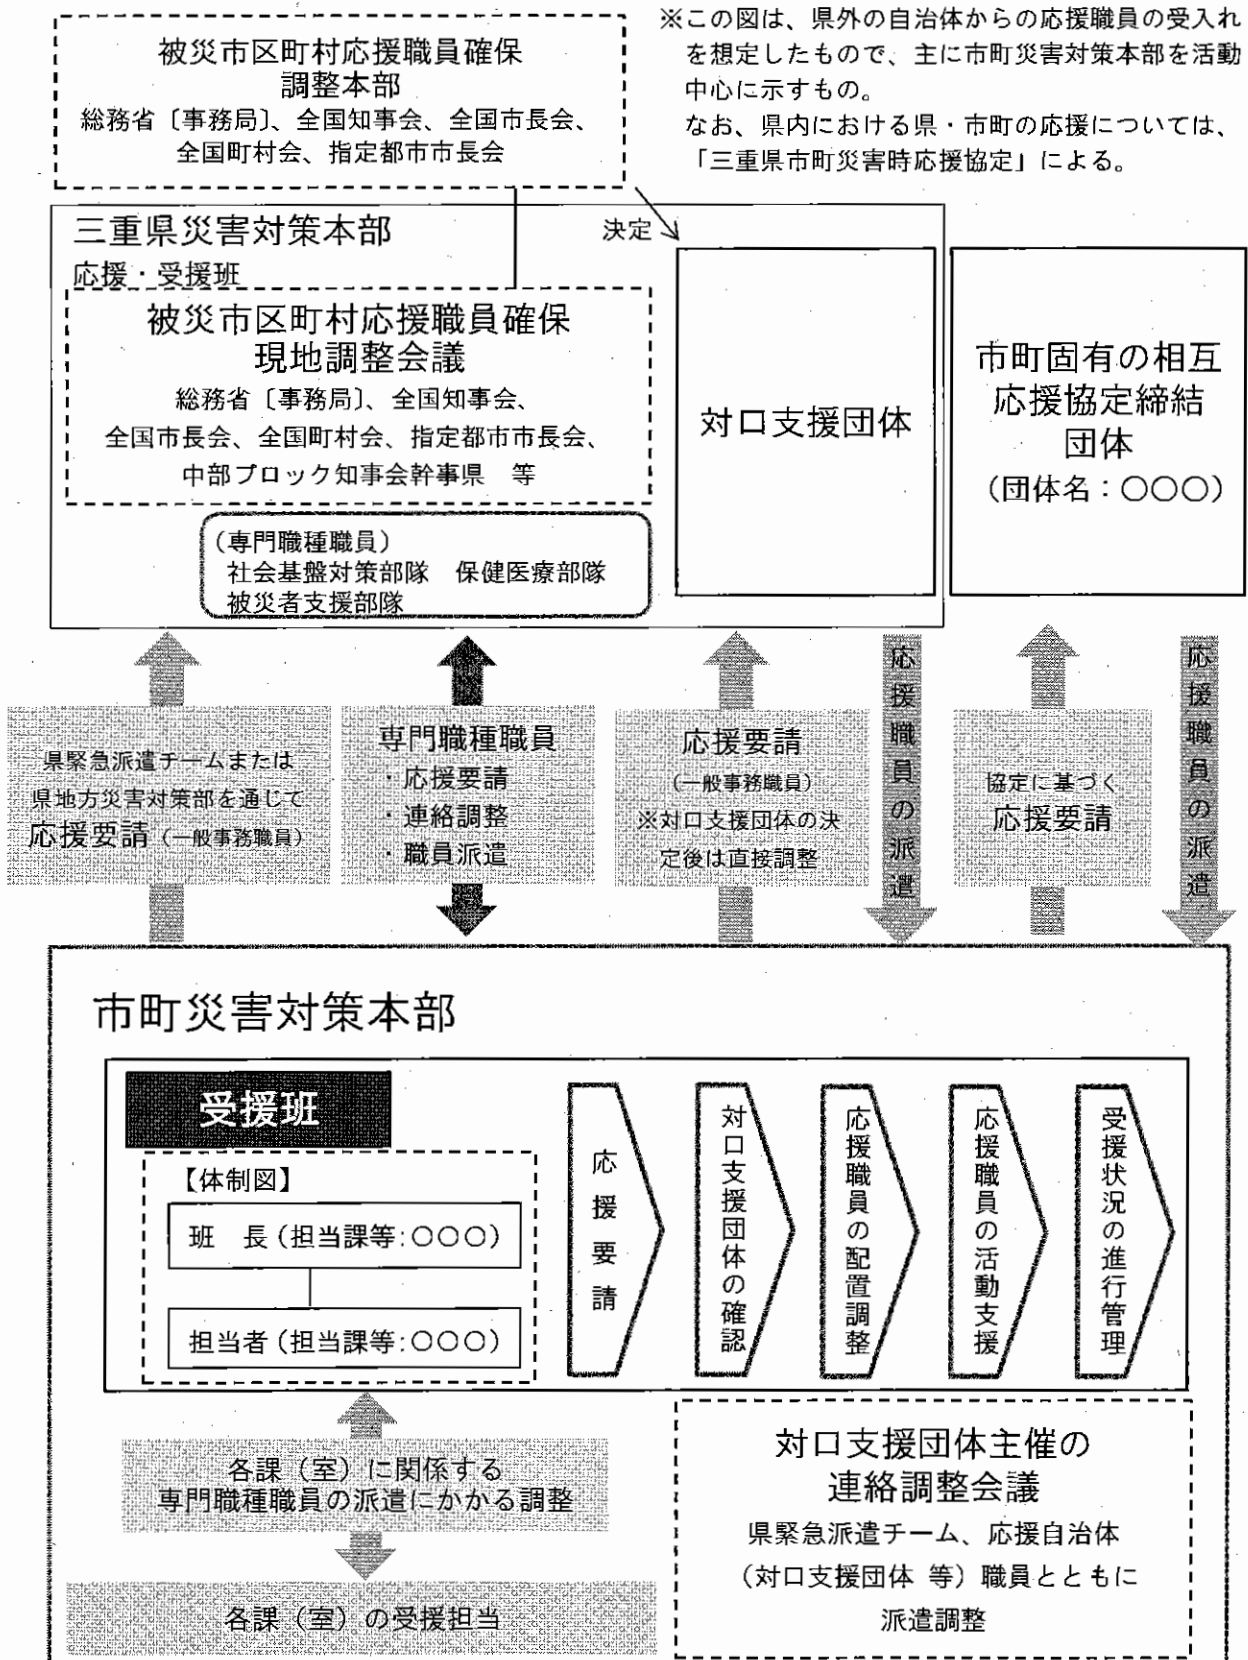 ※この図は、県外の自治体からの応援職員の受入れ
を想定したもので、主に市町災害対策本部を活動
中心に示すもの。
なお、県内における県・市町の応援については、
「三重県市町災害時応援協定」による。
被災市区町村応援職員確保
調整本部
総務省〔事務局〕、全国知事会、全国市長会、
全国町村会、指定都市市長会
三重県災害対策本部
応援・受援班
決定
被災市区町村応援職員確保
現地調整会議
総務省〔事務局〕、全国知事会、
全国市長会、全国町村会、指定都市市長会、
中部ブロック知事会幹事県 等
(専門職種職員)
社会基盤対策部隊 保健医療部隊
被災者支援部隊
対口支援団体
市町固有の相互
応援協定締結
団体
(団体名:○○○)
県緊急派遣チームまたは
県地方災害対策部を通じて
応援要請(一般事務職員)
専門職種職員
・応援要請
・連絡調整
・職員派遣
応援要請
(一般事務職員)
※対口支援団体の決
定後は直接調整
応援職員の派遣
協定に基づく
応援要請
応援職員の派遣
市町災害対策本部
受援班
【体制図】
班 長(担当課等:○○○)
担当者(担当課等:○○○)
応援要請
対口支援団体の確認
応援職員の配置調整
応援職員の活動支援
受援状況の進行管理
各課(室)に関係する
専門職種職員の派遣にかかる調整
各課(室)の受援担当
対口支援団体主催の
連絡調整会議
県緊急派遣チーム、応援自治体
(対口支援団体 等)職員とともに
派遣調整